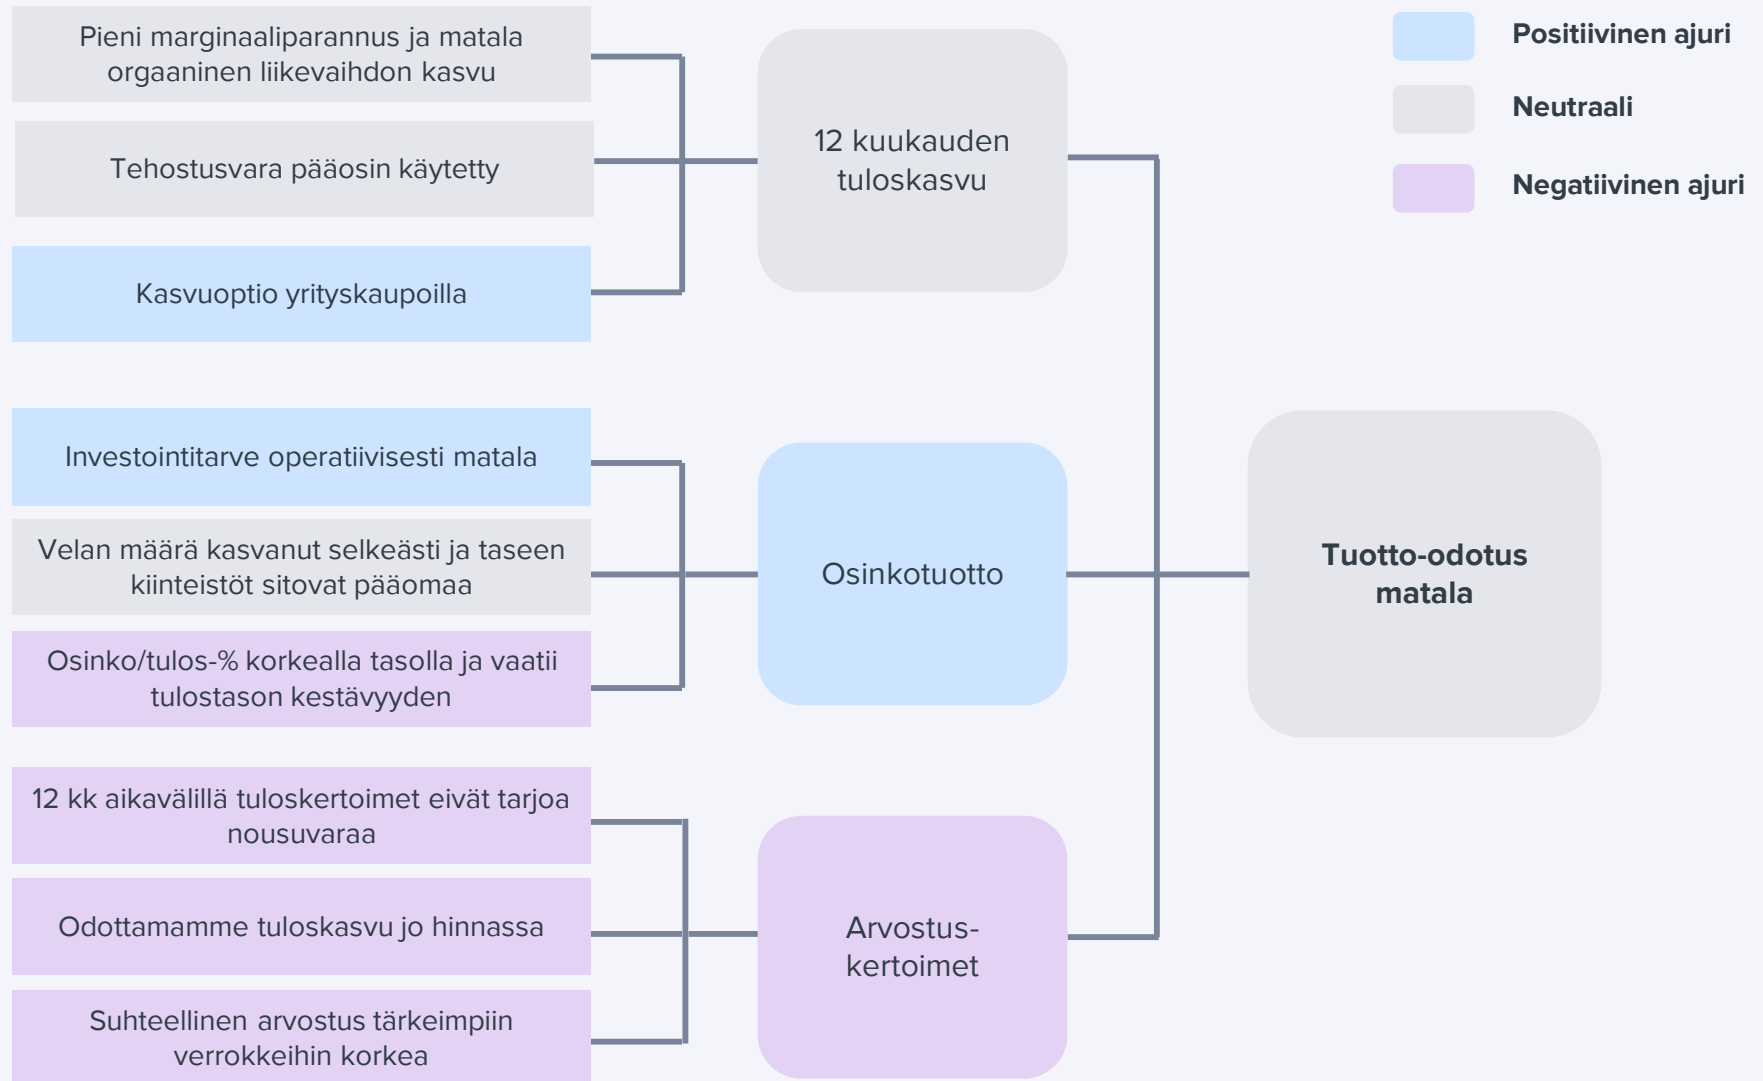 Pieni marginaaliparannus ja matala
orgaaninen liikevaihdon kasvu
Tehostusvara pääosin käytetty
Kasvuoptio yrityskaupoilla
12 kuukauden
tuloskasvu
Investointitarve operatiivisesti matala
Velan määrä kasvanut selkeästi ja taseen
kiinteistöt sitovat pääomaa
Osinko/tulos-% korkealla tasolla ja vaatii
tulostason kestävyyden
Osinkotuotto
12 kk aikavälillä tuloskertoimet eivät tarjoa
nousuvaraa
Odottamamme tuloskasvu jo hinnassa
Suhteellinen arvostus tärkeimpiin
verrokkeihin korkea
Arvostus-
kertoimet
Tuotto-odotus
matala
Positiivinen ajuri
Neutraali
Negatiivinen ajuri